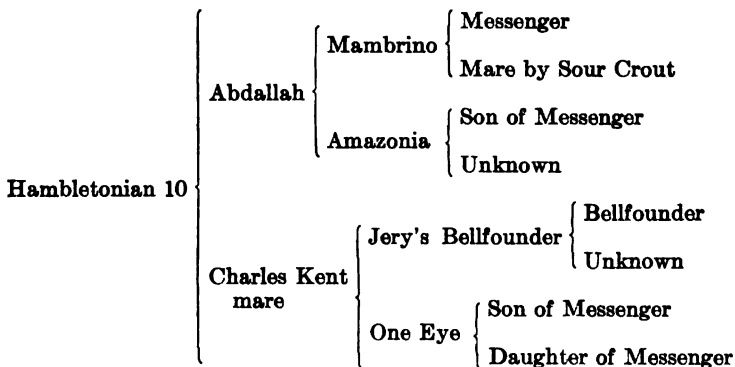 Messenger
Mambrino
Mare by Sour Crout
Abdallah
Son of Messenger
Amazonia
Unknown
Hambletonian 10
Bellfounder
Jery's Bellfounder
Unknown
Charles Kent
mare
Son of Messenger
One Eye
Daughter of Messenger